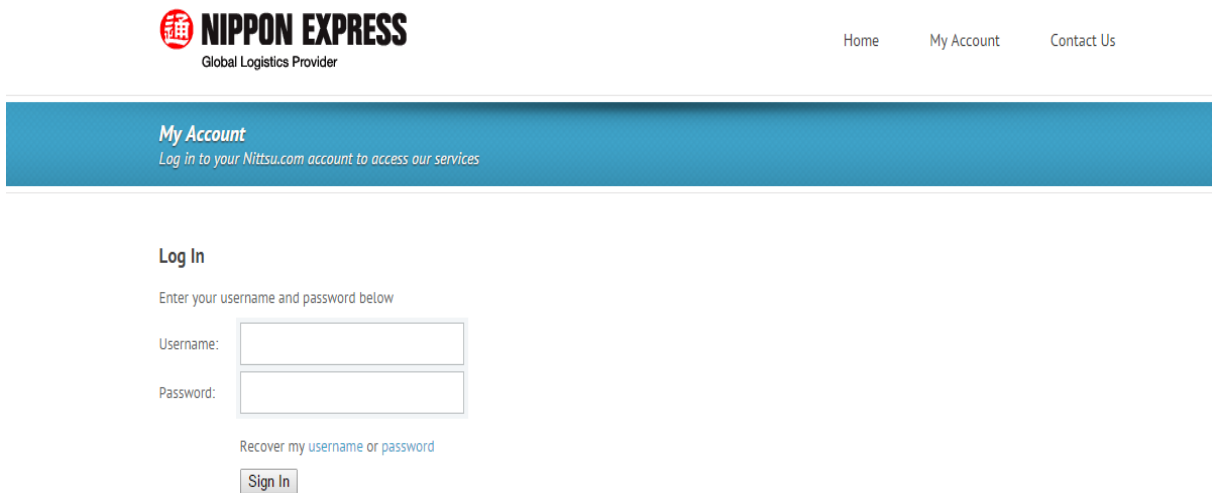 通 NIPPON EXPRESS
Global Logistics Provider
Home My Account Contact Us
My Account
Log in to your Nittsu.com account to access our services
Log In
Enter your username and password below
Username:
Password:
Recover my username or password
Sign In